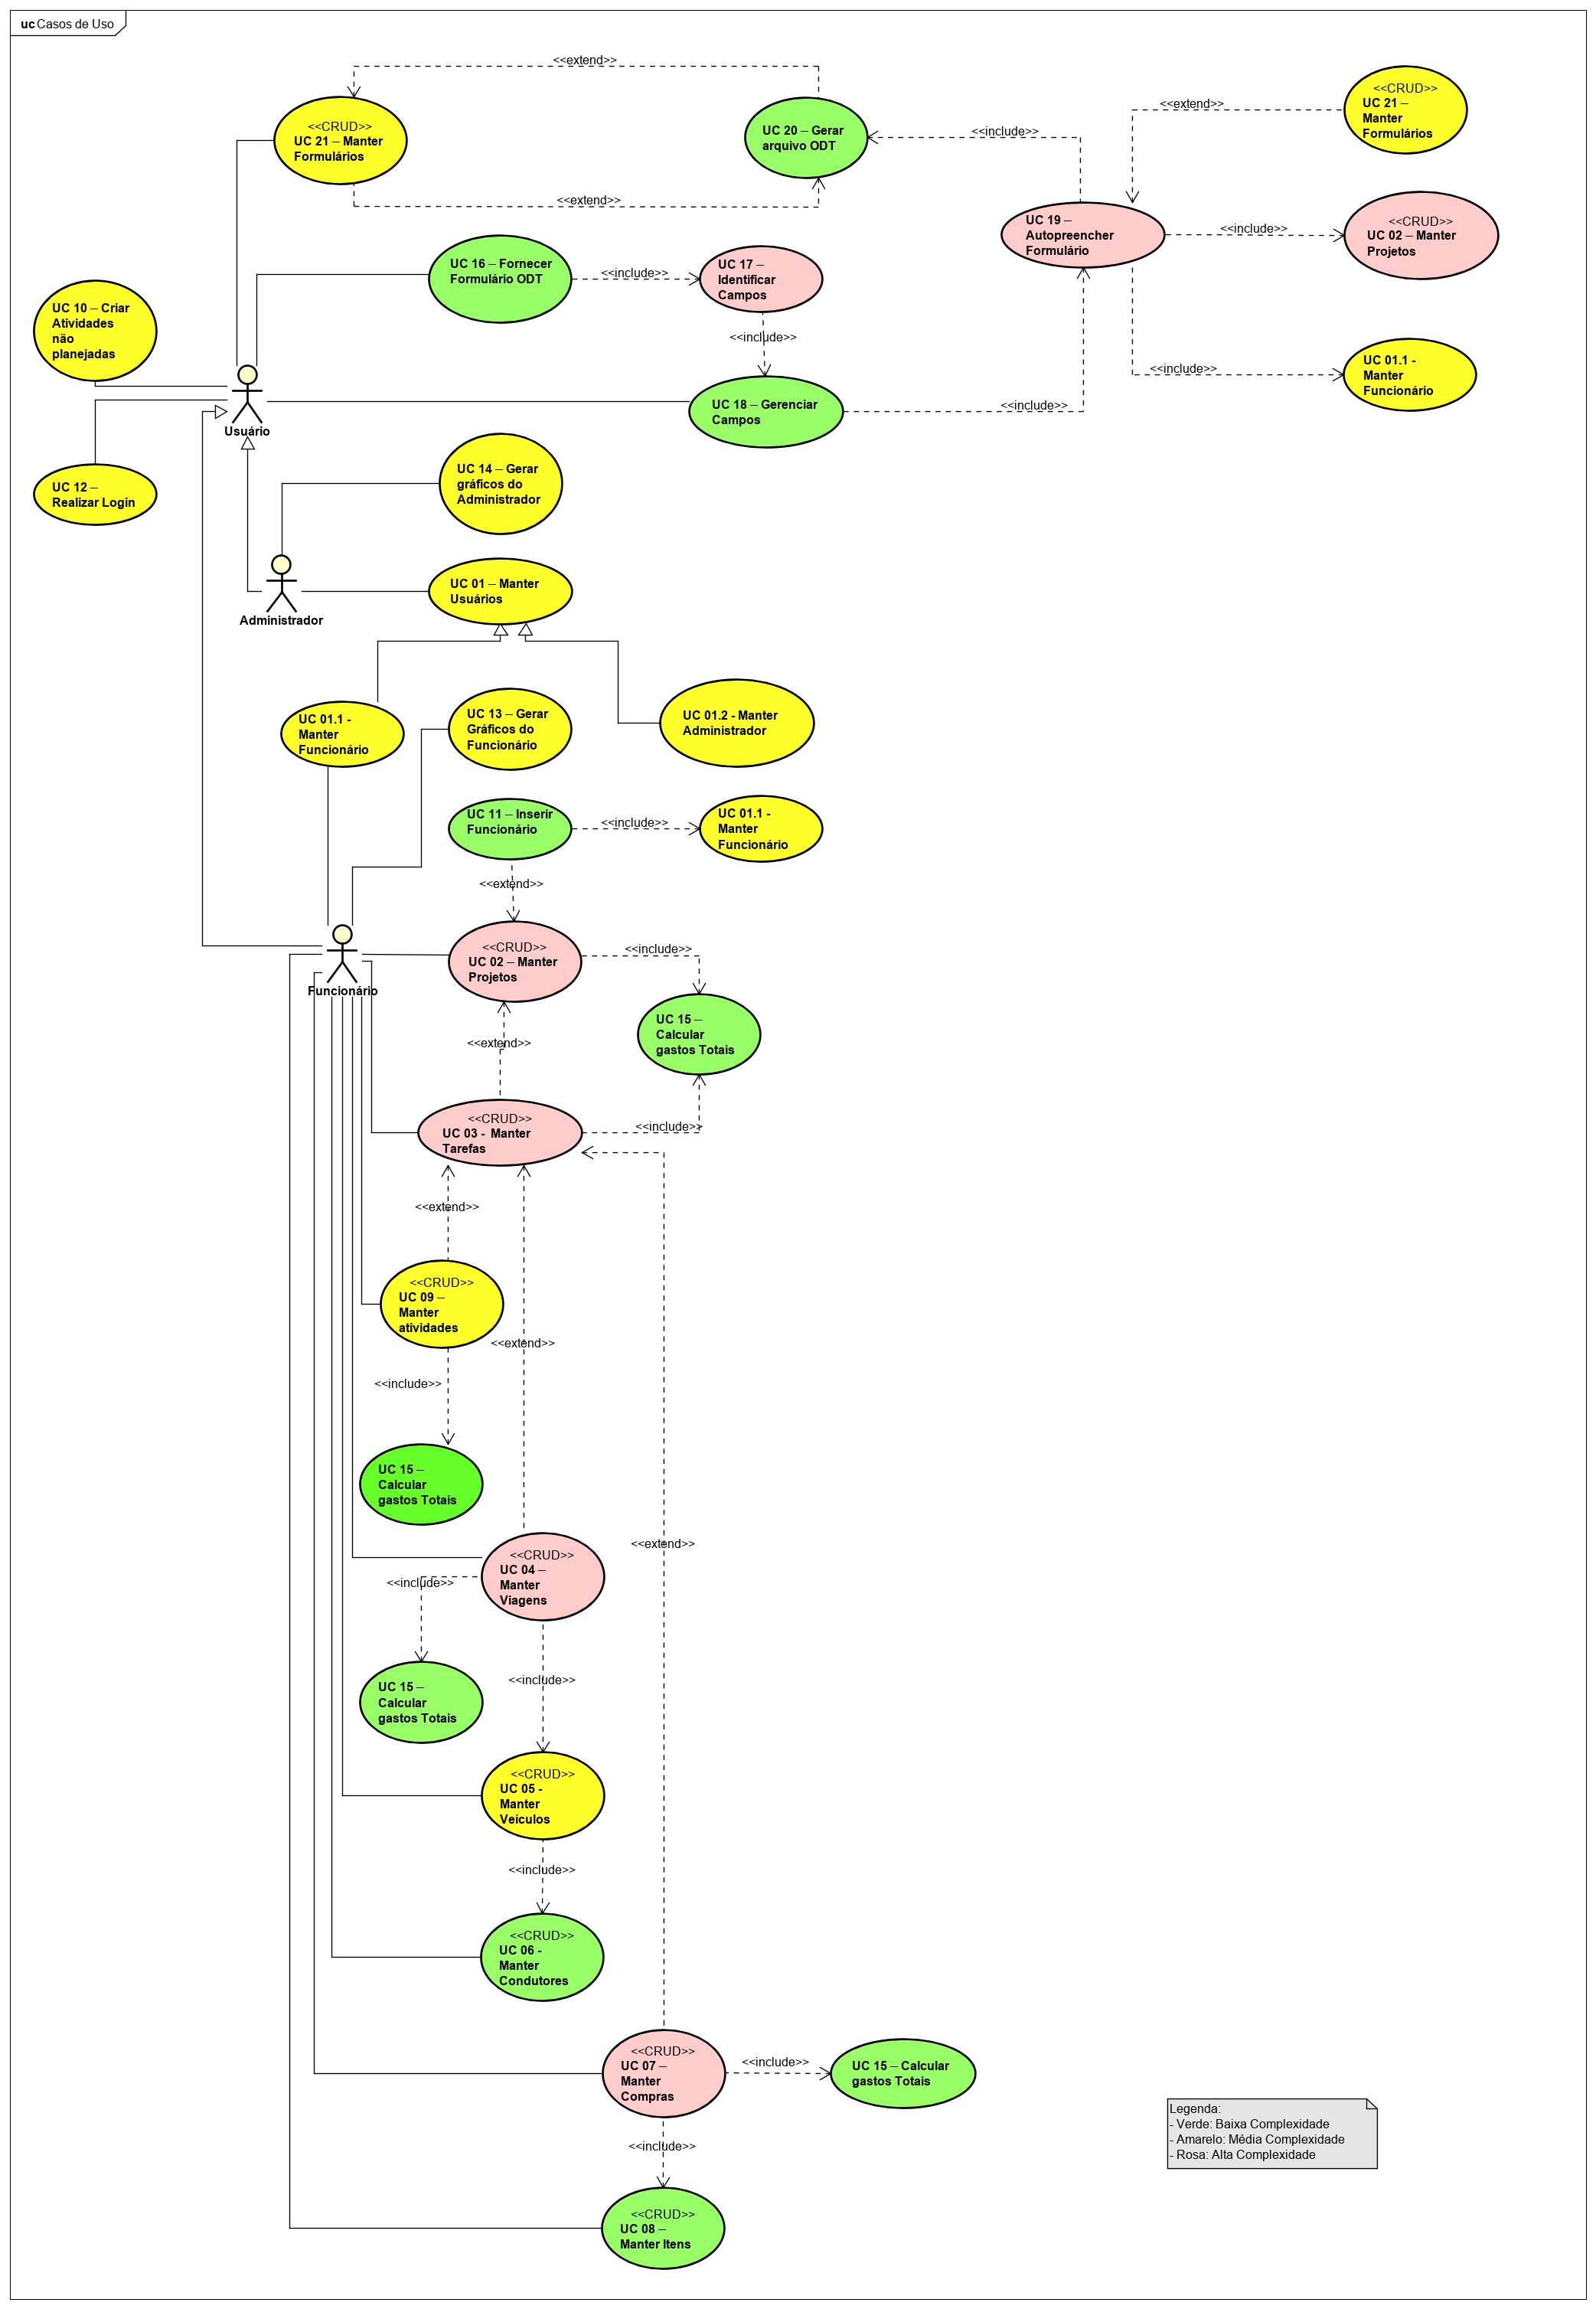 uc Casos de Uso
<<extend>>
<<CRUD>>
UC 21 – Manter
Formulários
UC 20 – Gerar
arquivo ODT
<<include>>
<<extend>>
<<CRUD>>
UC 21 –
Manter
Formulários
<<extend>>
UC 19 –
Autopreencher
Formulário
<<include>>
<<CRUD>>
UC 02 – Manter
Projetos
UC 16 – Fornecer
Formulário ODT
<<include>>
UC 17 –
Identificar
Campos
<<include>>
UC 10 – Criar
Atividades
não
planejadas
<<include>>
UC 01.1 -
Manter
Funcionário
Usuário
UC 18 – Gerenciar
Campos
<<include>>
UC 12 –
Realizar Login
UC 14 – Gerar
gráficos do
Administrador
Administrador
UC 01 – Manter
Usuários
UC 01.1 -
Manter
Funcionário
UC 13 – Gerar
Gráficos do
Funcionário
UC 01.2 - Manter
Administrador
UC 11 – Inserir
Funcionário
<<include>>
UC 01.1 -
Manter
Funcionário
<<extend>>
Funcionário
<<CRUD>>
UC 02 – Manter
Projetos
<<include>>
UC 15 –
Calcular
gastos Totais
<<extend>>
<<CRUD>>
UC 03 - Manter
Tarefas
<<include>>
<<extend>>
<<CRUD>>
UC 09 –
Manter
atividades
<<extend>>
<<include>>
UC 15 –
Calcular
gastos Totais
<<extend>>
<<CRUD>>
UC 04 –
Manter
Viagens
<<include>>
UC 15 –
Calcular
gastos Totais
<<include>>
<<CRUD>>
UC 05 -
Manter
Veículos
<<include>>
<<CRUD>>
UC 06 -
Manter
Condutores
<<CRUD>>
UC 07 –
Manter
Compras
<<include>>
UC 15 – Calcular
gastos Totais
<<include>>
<<CRUD>>
UC 08 –
Manter Itens
Legenda:
- Verde: Baixa Complexidade
- Amarelo: Média Complexidade
- Rosa: Alta Complexidade